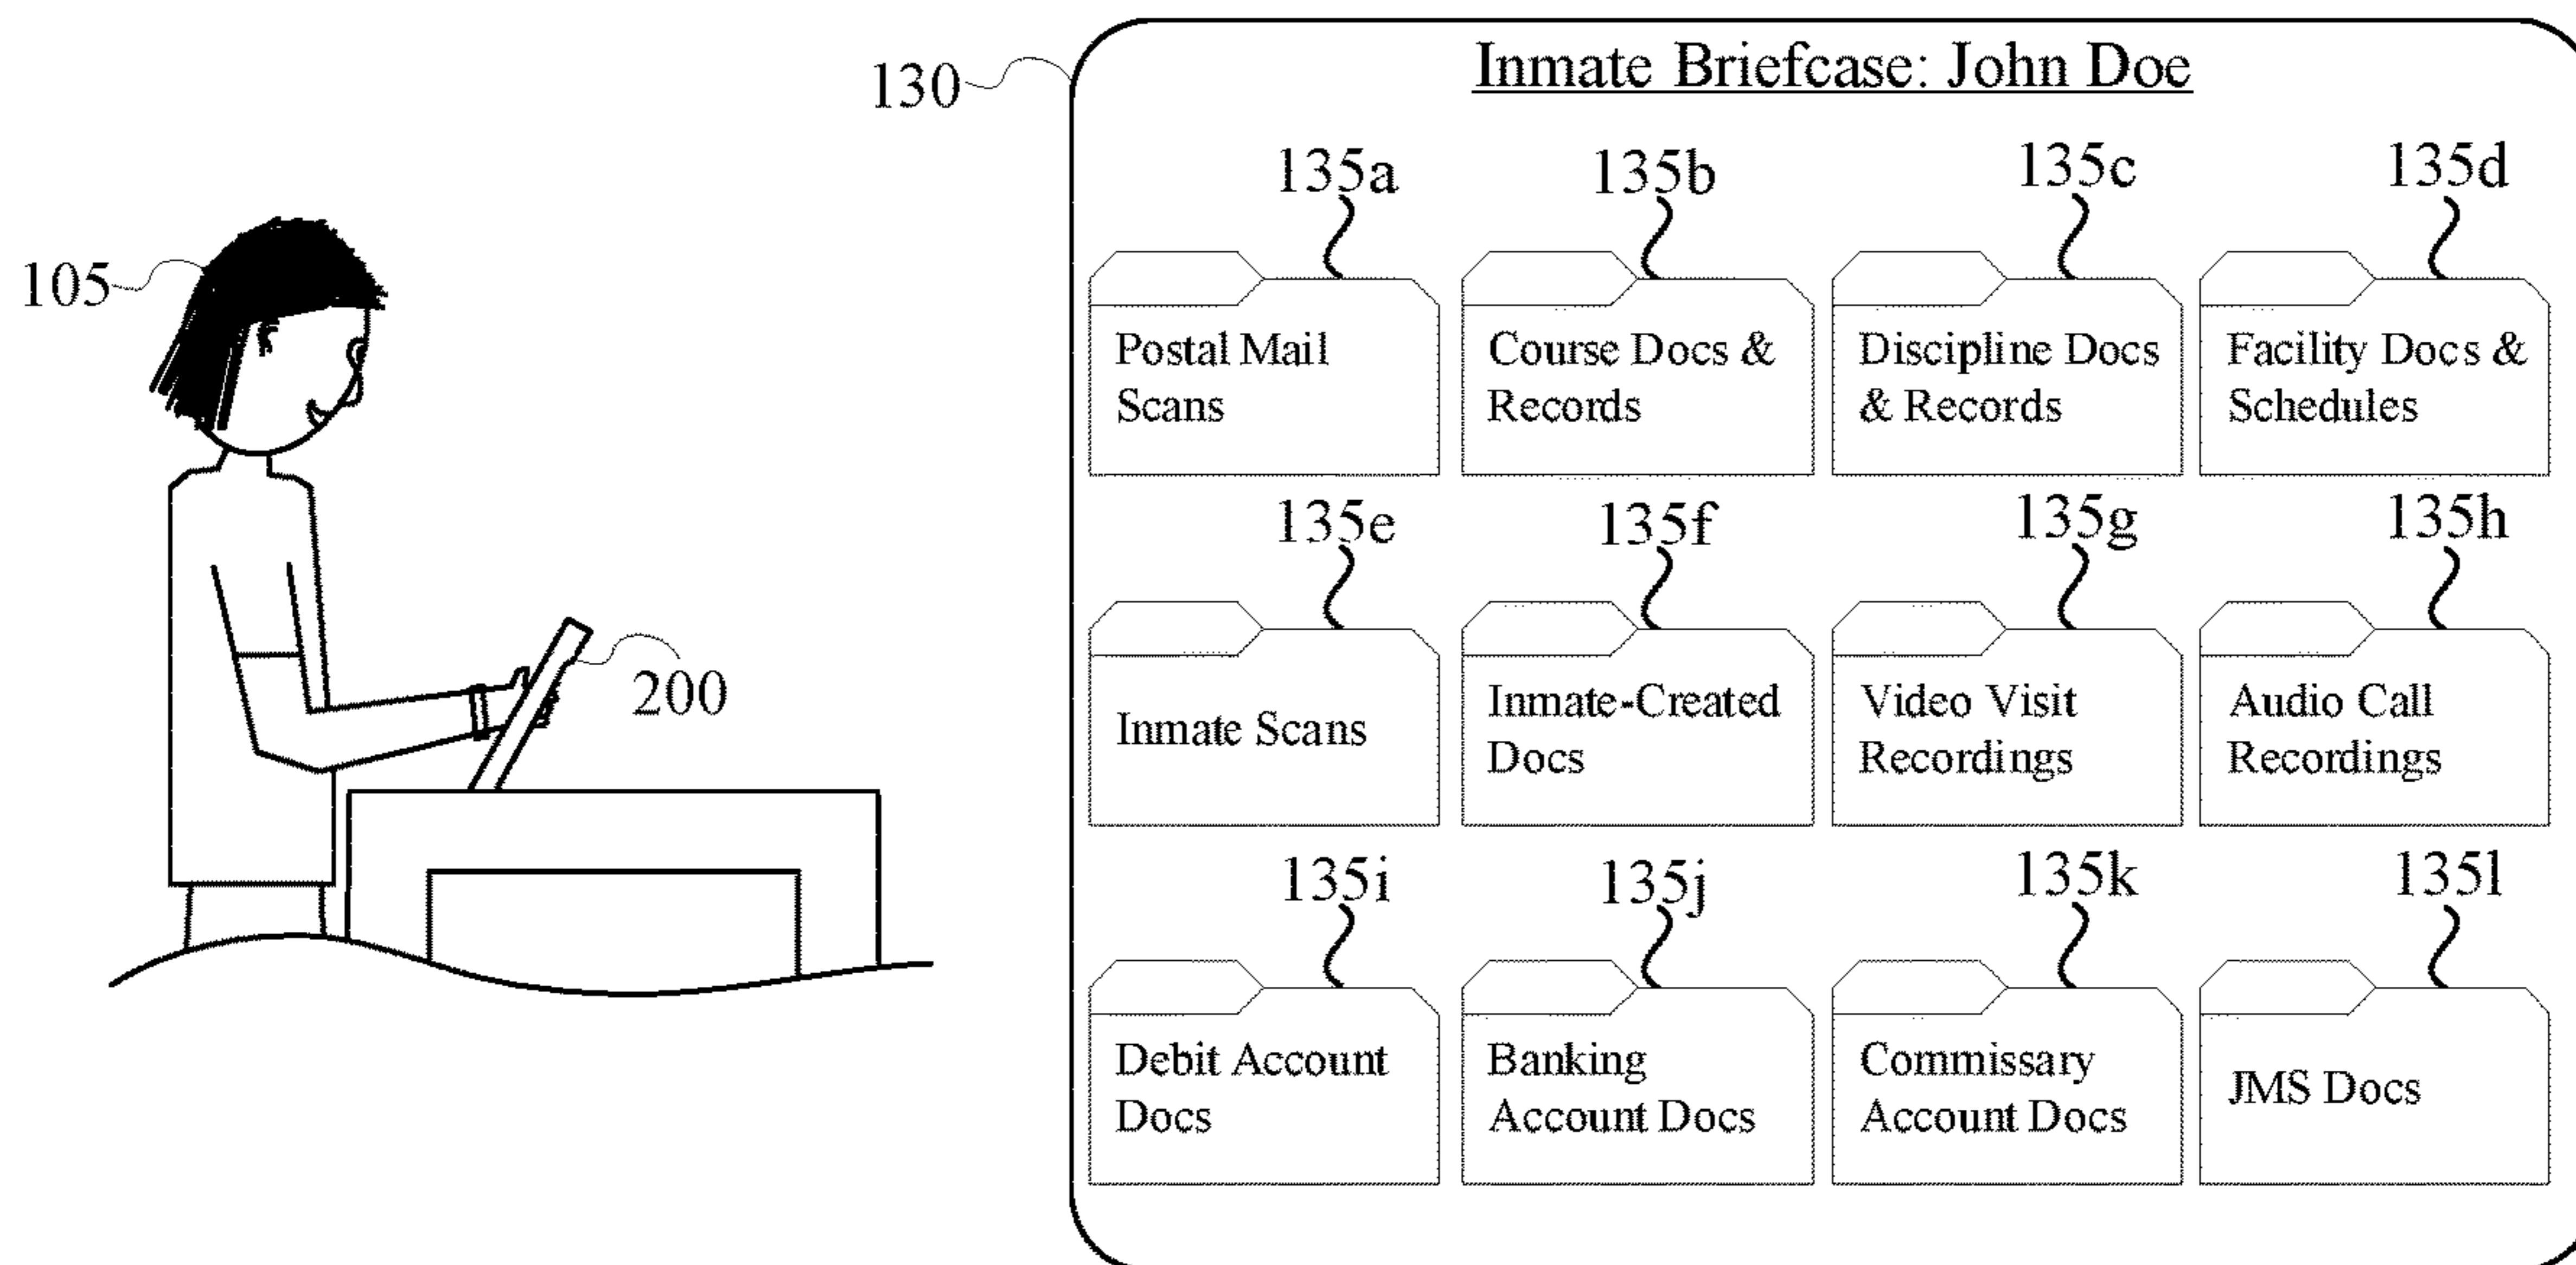 Inmate Briefcase: John Doe
130
135a
135b
135c
135d
105
Postal Mail
Scans
Course Docs &
Records
Discipline Docs
& Records
Facility Docs &
Schedules
135e
135f
135g
135h
200
Inmate Scans
Inmate-Created
Docs
Video Visit
Recordings
Audio Call
Recordings
135i
135j
135k
135l
Debit Account
Docs
Banking
Account Docs
Commissary
Account Docs
JMS Docs